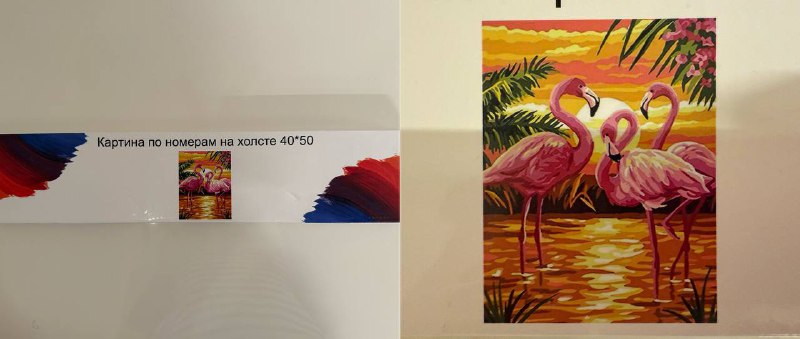 Картина по номерам на холсте 40*50